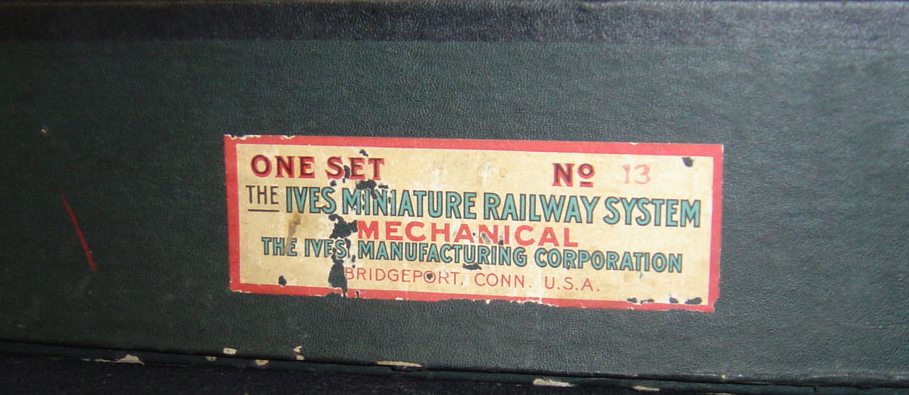 ONE SET Nº 13
THE IVES MINIATURE RAILWAY SYSTEM
MECHANICAL
THE IVES MANUFACTURING CORPORATION
BRIDGEPORT, CONN. U.S.A.